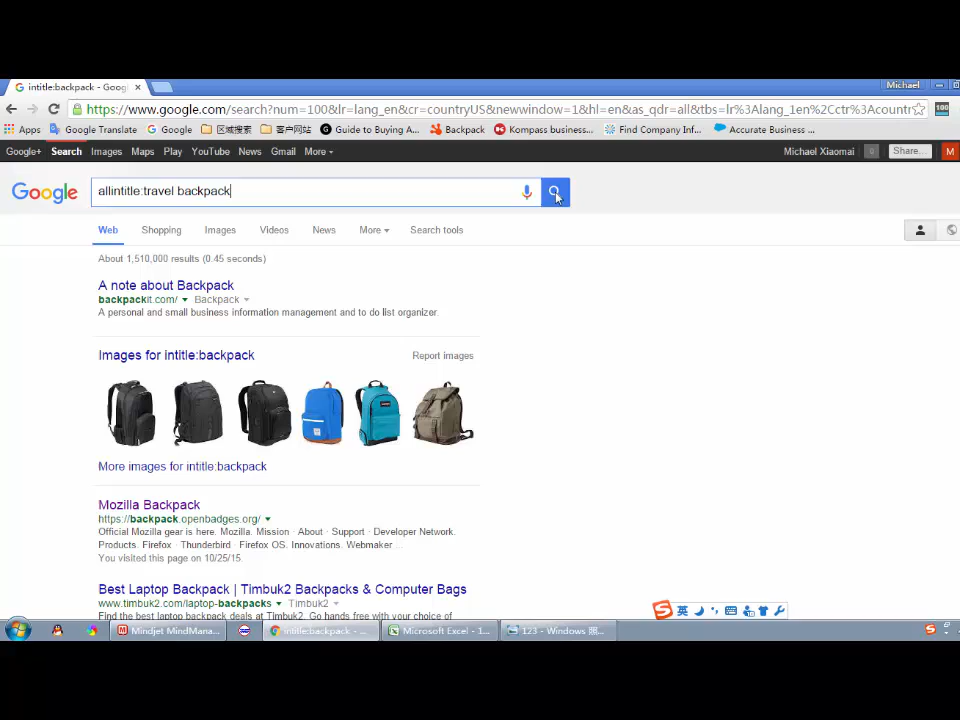 intitle:backpack - Goog
Michael
https://www.google.com/search?num=100&lr=lang_en&cr=countryUS&newwindow=1&hl=en&as_qdr=all&tbs=lr%3Alang_1en%2Cctr%3Acountr
100
Apps Google Translate Google 区域搜索 客户网站 Guide to Buying A... Backpack Kompass business... Find Company Inf... Accurate Business ...
Google+ Search Images Maps Play YouTube News Gmail More Michael Xiaomai 0 Share... M
Google allintitle:travel backpack
Web Shopping Images Videos News More Search tools
About 1,510,000 results (0.45 seconds)
A note about Backpack
backpackit.com/ Backpack
A personal and small business information management and to do list organizer.
Images for intitle:backpack Report images
More images for intitle:backpack
Mozilla Backpack
https://backpack.openbadges.org/
Official Mozilla gear is here. Mozilla. Mission · About · Support · Developer Network.
Products. Firefox · Thunderbird · Firefox OS. Innovations. Webmaker ...
You visited this page on 10/25/15.
Best Laptop Backpack | Timbuk2 Backpacks & Computer Bags
www.timbuk2.com/laptop-backpacks Timbuk2
Find the best laptop backpack deals at Timbuk2. Go hands free with your choice of
S 英
Mindjet MindMana... intitle:backpack - ... Microsoft Excel - 1... 123 - Windows 照...